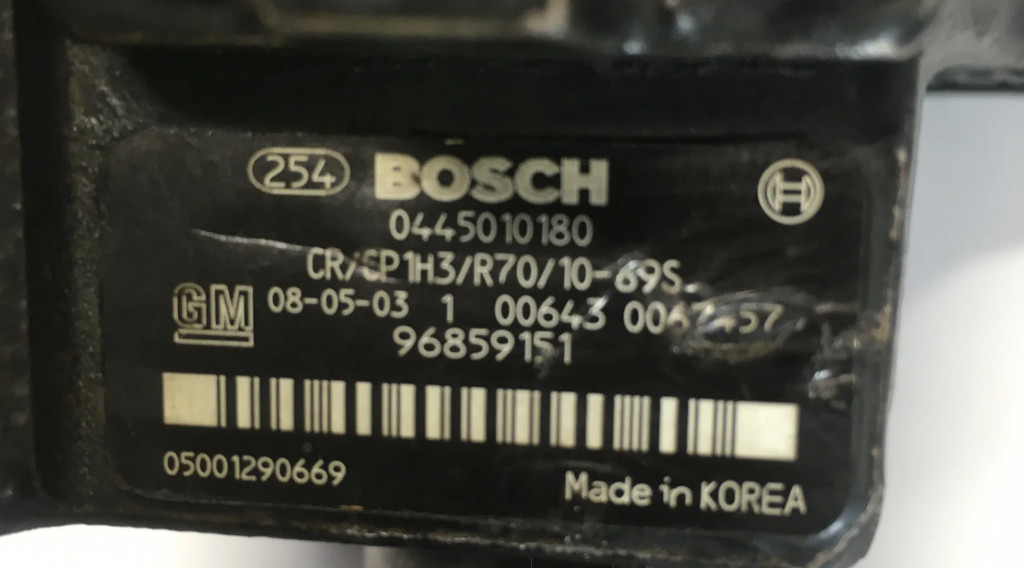 254 BOSCH
0445010180
CR/CP1H3/R70/10-69S
GM 08-05-03 1 00643
96859151
05001290669
Made in KOREA